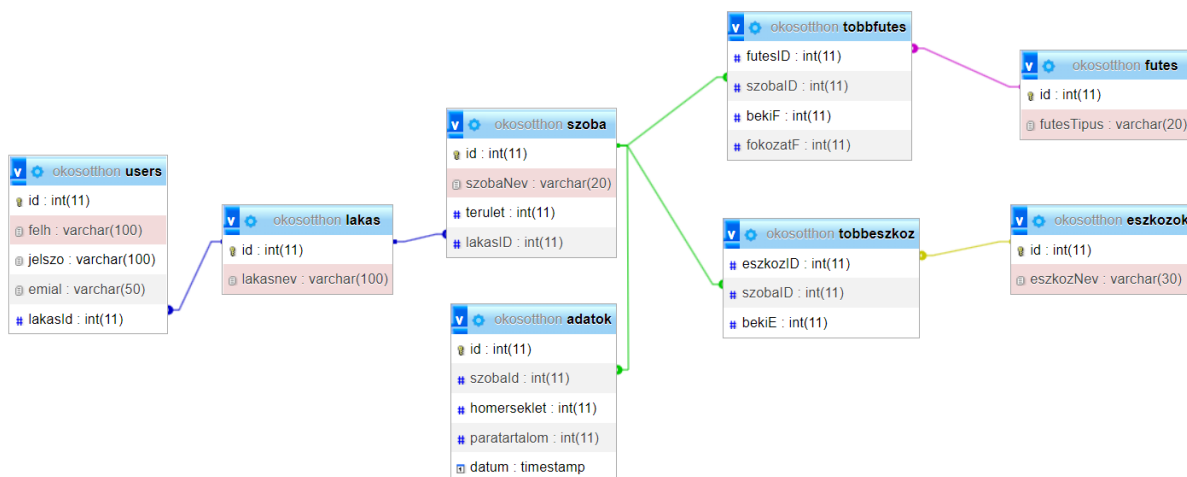 v okosotthon users
id : int(11)
felh : varchar(100)
jelszo : varchar(100)
emial : varchar(50)
lakasId : int(11)
v okosotthon lakas
id : int(11)
lakasnev : varchar(100)
v okosotthon szoba
id : int(11)
szobaNev : varchar(20)
terulet : int(11)
lakasID : int(11)
v okosotthon adatok
id : int(11)
szobaId : int(11)
homerseklet : int(11)
paratartalom : int(11)
datum : timestamp
v okosotthon tobbfutes
futesID : int(11)
szobaID : int(11)
bekiF : int(11)
fokozatF : int(11)
v okosotthon tobbeszkoz
eszkozID : int(11)
szobaID : int(11)
bekiE : int(11)
v okosotthon futes
id : int(11)
futesTipus : varchar(20)
v okosotthon eszkozok
id : int(11)
eszkozNev : varchar(30)